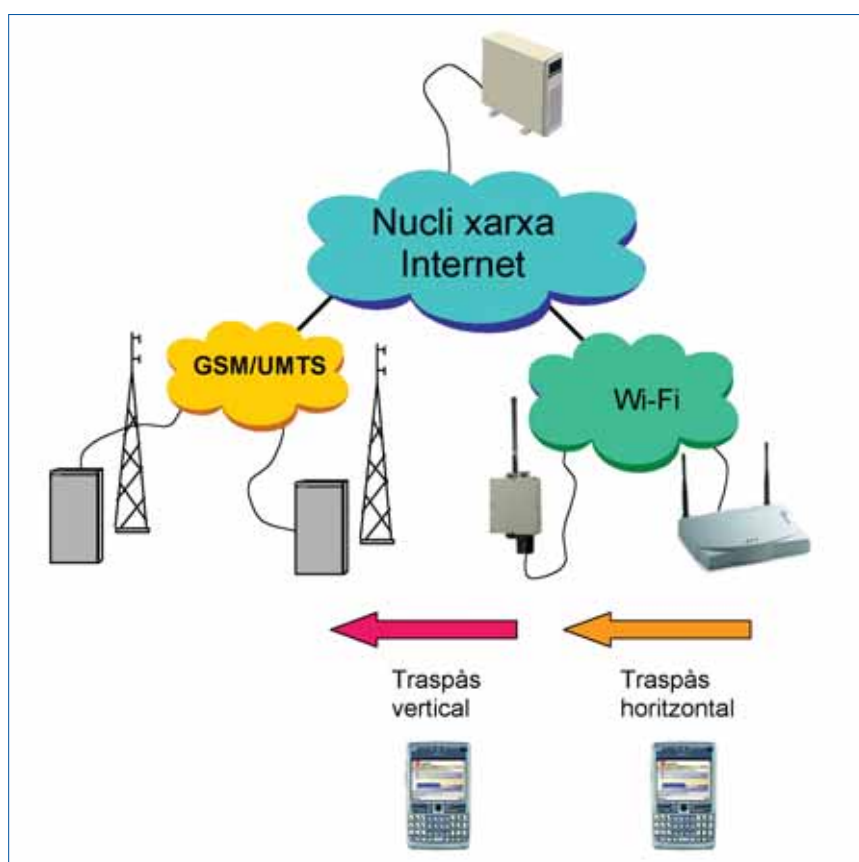 Nucli xarxa
Internet
GSM/UMTS
Wi-Fi
Traspàs
vertical
Traspàs
horitzontal